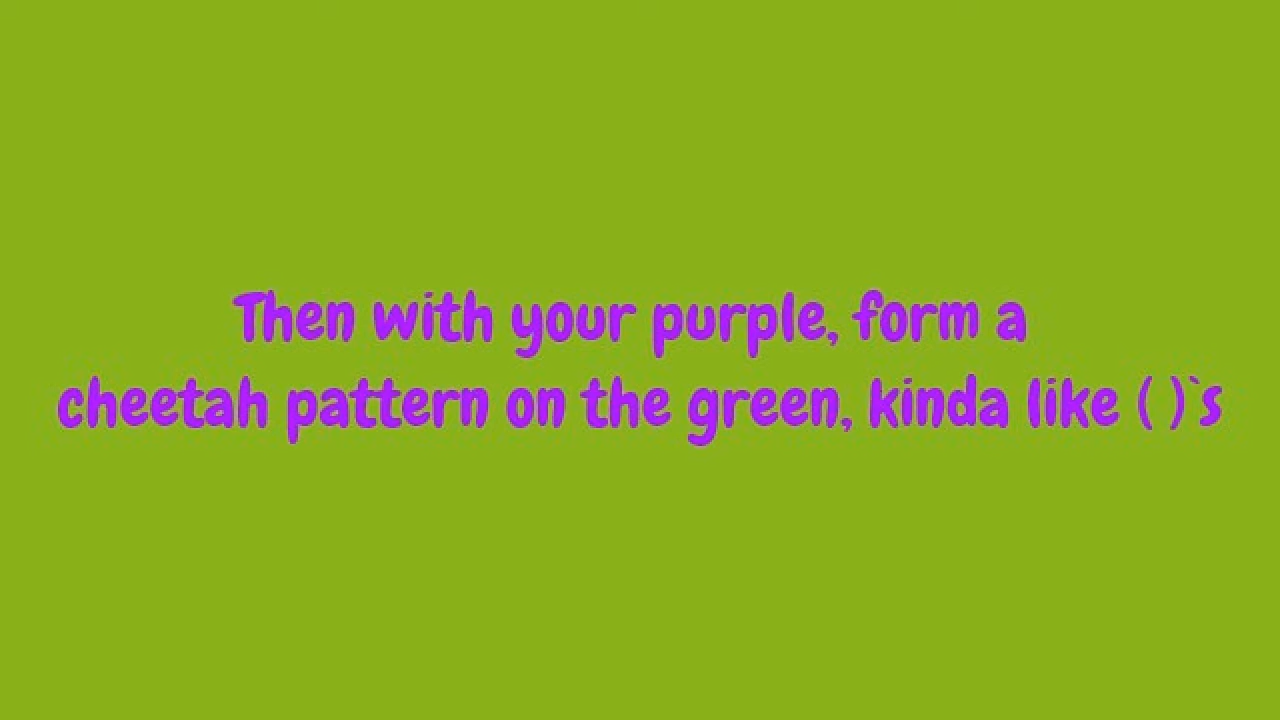 Then with your purple, form a
cheetah pattern on the green, kinda like ( )`s